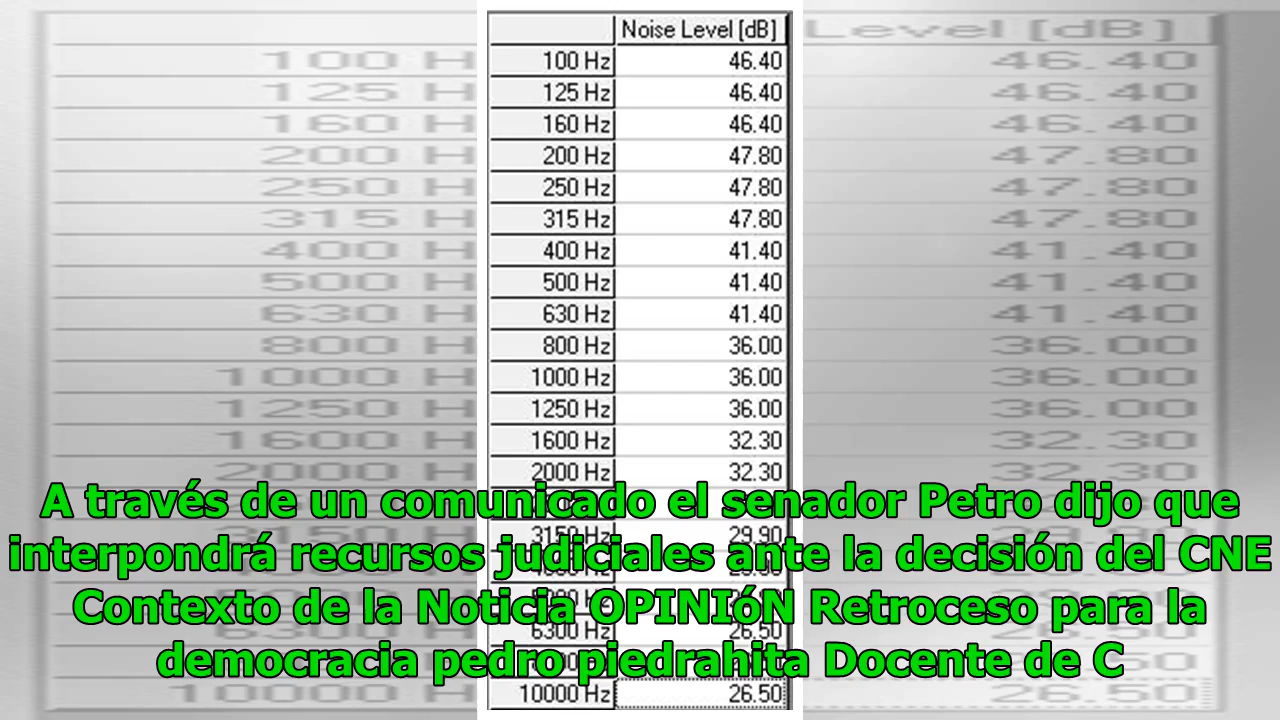 Noise Level [dB]
100 Hz 46.40
125 Hz 46.40
160 Hz 46.40
200 Hz 47.80
250 Hz 47.80
315 Hz 47.80
400 Hz 41.40
500 Hz 41.40
630 Hz 41.40
800 Hz 36.00
1000 Hz 36.00
1250 Hz 36.00
1600 Hz 32.30
2000 Hz 32.30
A través de un comunicado el senador Petro dijo que
3150 Hz 29.90
interpondrá recursos judiciales ante la decisión del CNE
Contexto de la Noticia OPINIóN Retroceso para la
6300 Hz 26.50
democracia pedro piedrahita Docente de C
10000 Hz 26.50